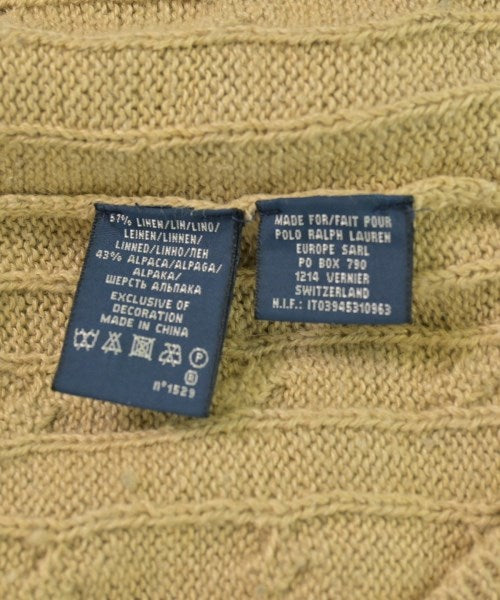 57% LINEN/LIN/LINO/
LEINEN/LINNEN/
LINNED/LINHO/ЛЕН
43% ALPACA/ALPAGA/
ALPAKA/
ШЕРСТЬ АЛЬПАКА
EXCLUSIVE OF
DECORATION
MADE IN CHINA
P
n°1529
MADE FOR/FAIT POUR
POLO RALPH LAUREN
EUROPE SARL
PO BOX 790
1214 VERNIER
SWITZERLAND
N.I.F.: IT03945310963